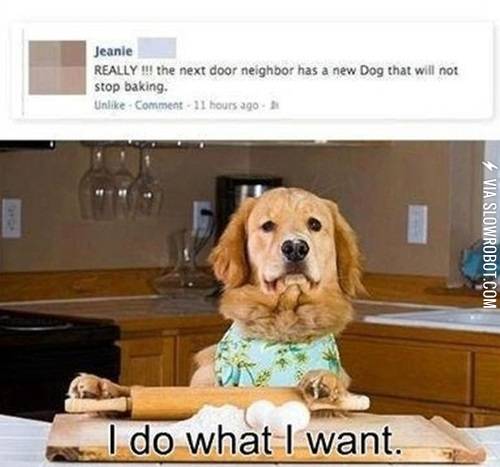 Jeanie
REALLY !!! the next door neighbor has a new Dog that will not
stop baking.
Unlike · Comment · 11 hours ago ·
VIA SLOWROBOT.COM
I do what I want.